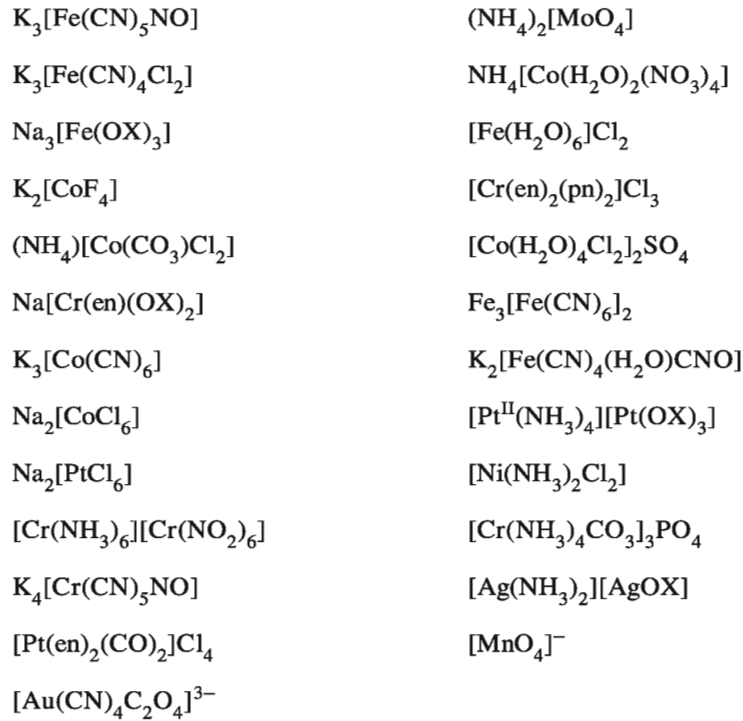 K₃[Fe(CN)₅NO]
K₃[Fe(CN)₄Cl₂]
Na₃[Fe(OX)₃]
K₂[CoF₄]
(NH₄)[Co(CO₃)Cl₂]
Na[Cr(en)(OX)₂]
K₃[Co(CN)₆]
Na₂[CoCl₆]
Na₂[PtCl₆]
[Cr(NH₃)₆][Cr(NO₂)₆]
K₄[Cr(CN)₅NO]
[Pt(en)₂(CO)₂]Cl₄
[Au(CN)₄C₂O₄]³⁻
(NH₄)₂[MoO₄]
NH₄[Co(H₂O)₂(NO₃)₄]
[Fe(H₂O)₆]Cl₂
[Cr(en)₂(pn)₂]Cl₃
[Co(H₂O)₄Cl₂]₂SO₄
Fe₃[Fe(CN)₆]₂
K₂[Fe(CN)₄(H₂O)CNO]
[Ptᴵᴵ(NH₃)₄][Pt(OX)₃]
[Ni(NH₃)₂Cl₂]
[Cr(NH₃)₄CO₃]₃PO₄
[Ag(NH₃)₂][AgOX]
[MnO₄]⁻